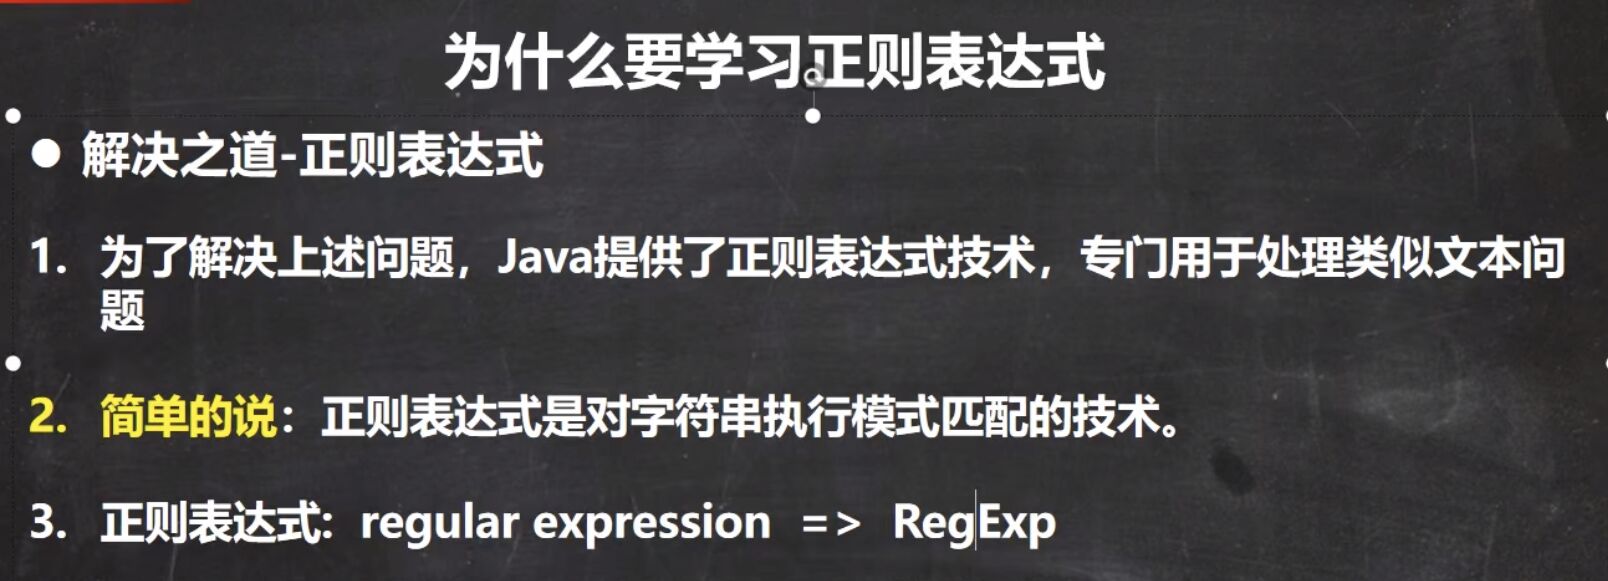 为什么要学习正则表达式
● 解决之道-正则表达式
1. 为了解决上述问题，Java提供了正则表达式技术，专门用于处理类似文本问
题
2. 简单的说：正则表达式是对字符串执行模式匹配的技术。
3. 正则表达式: regular expression => RegExp